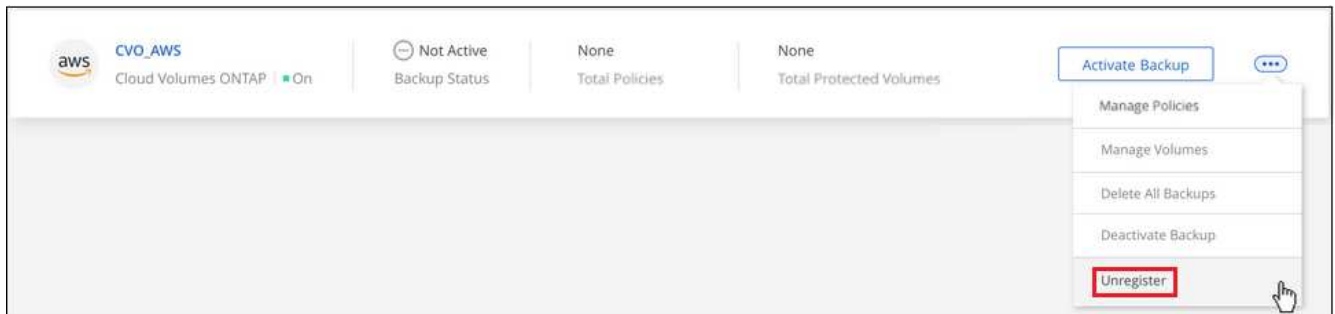 aws
CVO_AWS
Cloud Volumes ONTAP
On
Not Active
Backup Status
None
Total Policies
None
Total Protected Volumes
Activate Backup
Manage Policies
Manage Volumes
Delete All Backups
Deactivate Backup
Unregister